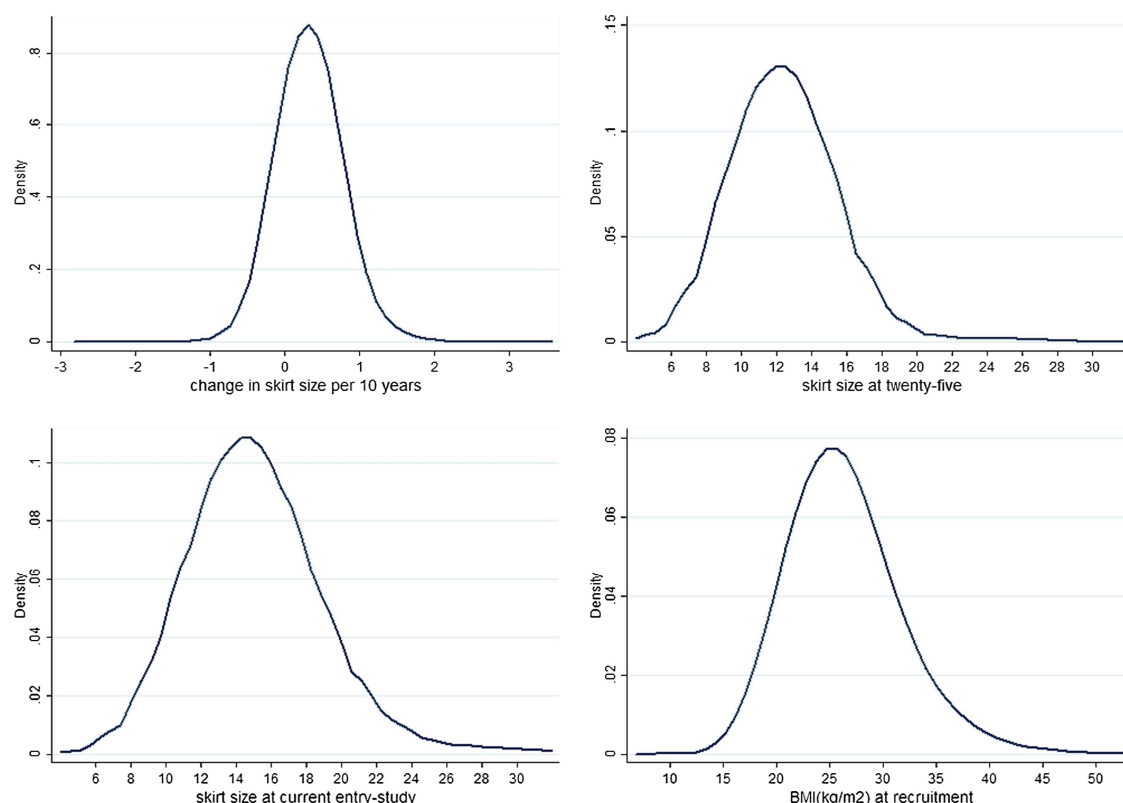 .8
.6
.4
.2
0
Density
-3 -2 -1 0 1 2 3
change in skirt size per 10 years
.15
.1
.05
0
Density
6 8 10 12 14 16 18 20 22 24 26 28 30
skirt size at twenty-five
.1
.08
.06
.04
.02
0
Density
6 8 10 12 14 16 18 20 22 24 26 28 30
skirt size at current entry-study
.08
.06
.04
.02
0
Density
10 15 20 25 30 35 40 45 50
BMI(kg/m2) at recruitment